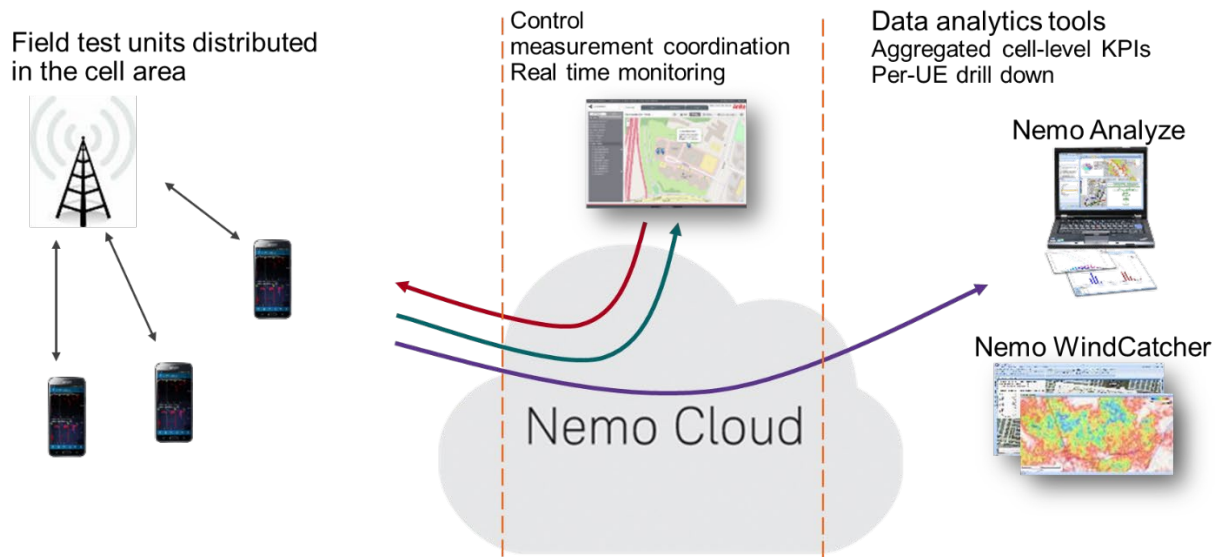 Field test units distributed
in the cell area
Control
measurement coordination
Real time monitoring
Data analytics tools
Aggregated cell-level KPIs
Per-UE drill down
Nemo Analyze
Nemo WindCatcher
Nemo Cloud